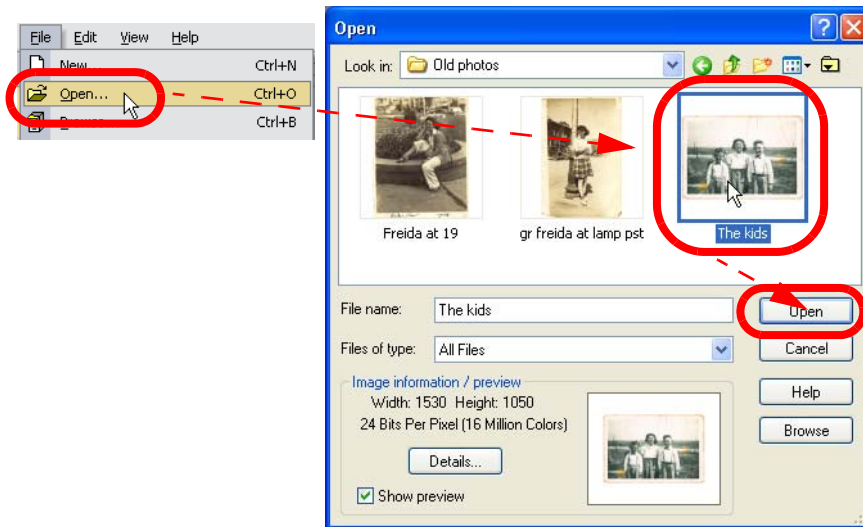 File Edit View Help
New... Ctrl+N
Open... Ctrl+O
Ctrl+B
Open
Look in: Old photos
Freida at 19
gr freida at lamp pst
The kids
File name: The kids
Open
Files of type: All Files
Cancel
Image information / preview
Width: 1530 Height: 1050
24 Bits Per Pixel (16 Million Colors)
Details...
Show preview
Help
Browse